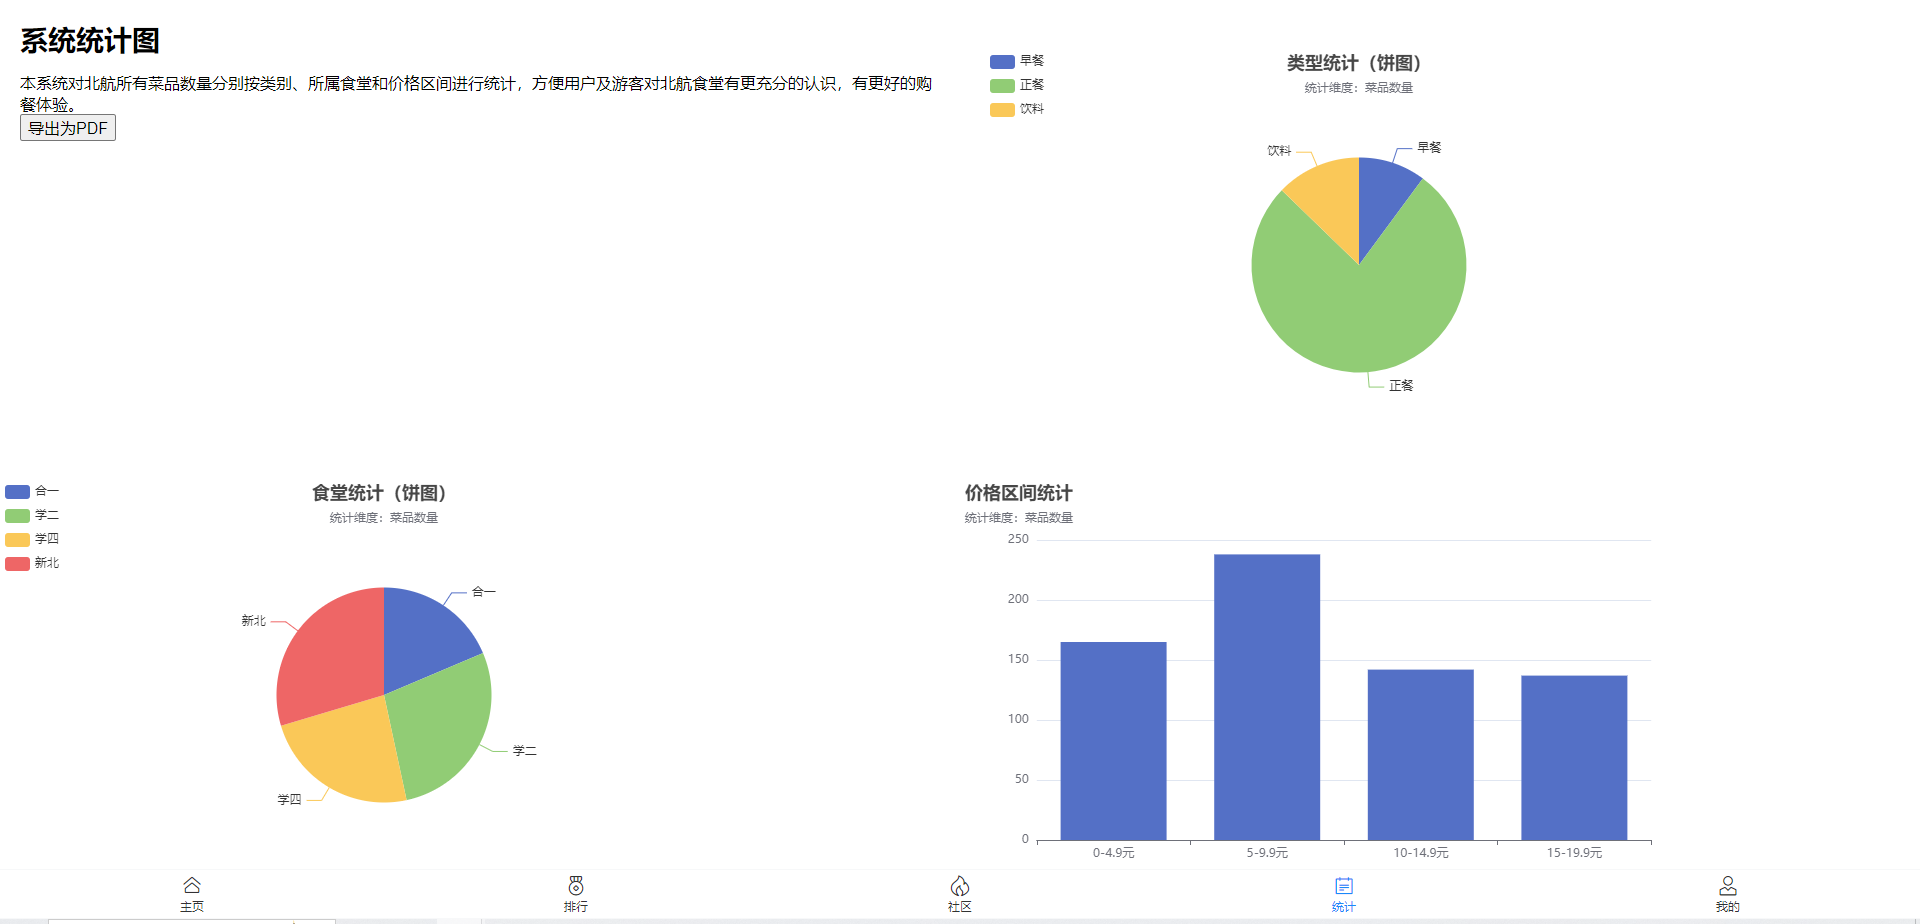 系统统计图
本系统对北航所有菜品数量分别按类别、所属食堂和价格区间进行统计，方便用户及游客对北航食堂有更充分的认识，有更好的购
餐体验。
导出为PDF
早餐
正餐
饮料
类型统计（饼图）
统计维度：菜品数量
饮料
早餐
正餐
合一
学二
学四
新北
食堂统计（饼图）
统计维度：菜品数量
合一
新北
学二
学四
价格区间统计
统计维度：菜品数量
250
200
150
100
50
0
0-4.9元
5-9.9元
10-14.9元
15-19.9元
主页
排行
社区
统计
我的